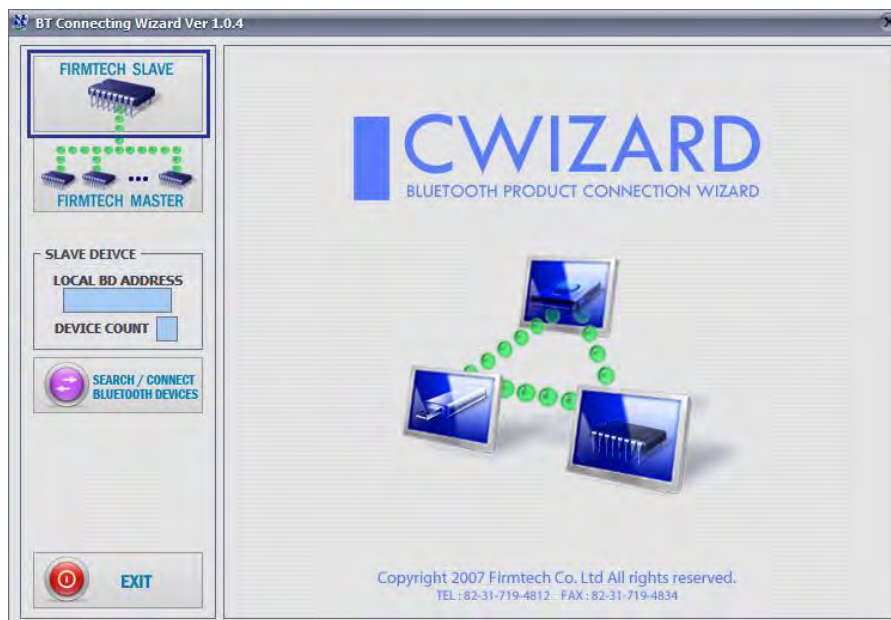 BT Connecting Wizard Ver 1.0.4
FIRMTECH SLAVE
FIRMTECH MASTER
SLAVE DEIVCE
LOCAL BD ADDRESS
DEVICE COUNT
SEARCH / CONNECT
BLUETOOTH DEVICES
EXIT
CWIZARD
BLUETOOTH PRODUCT CONNECTION WIZARD
Copyright 2007 Firmtech Co. Ltd All rights reserved.
TEL : 82-31-719-4812 FAX : 82-31-719-4834